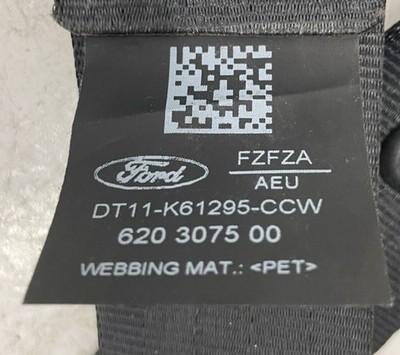 Ford FZFZA
AEU
DT11-K61295-CCW
620 3075 00
WEBBING MAT.: <PET>